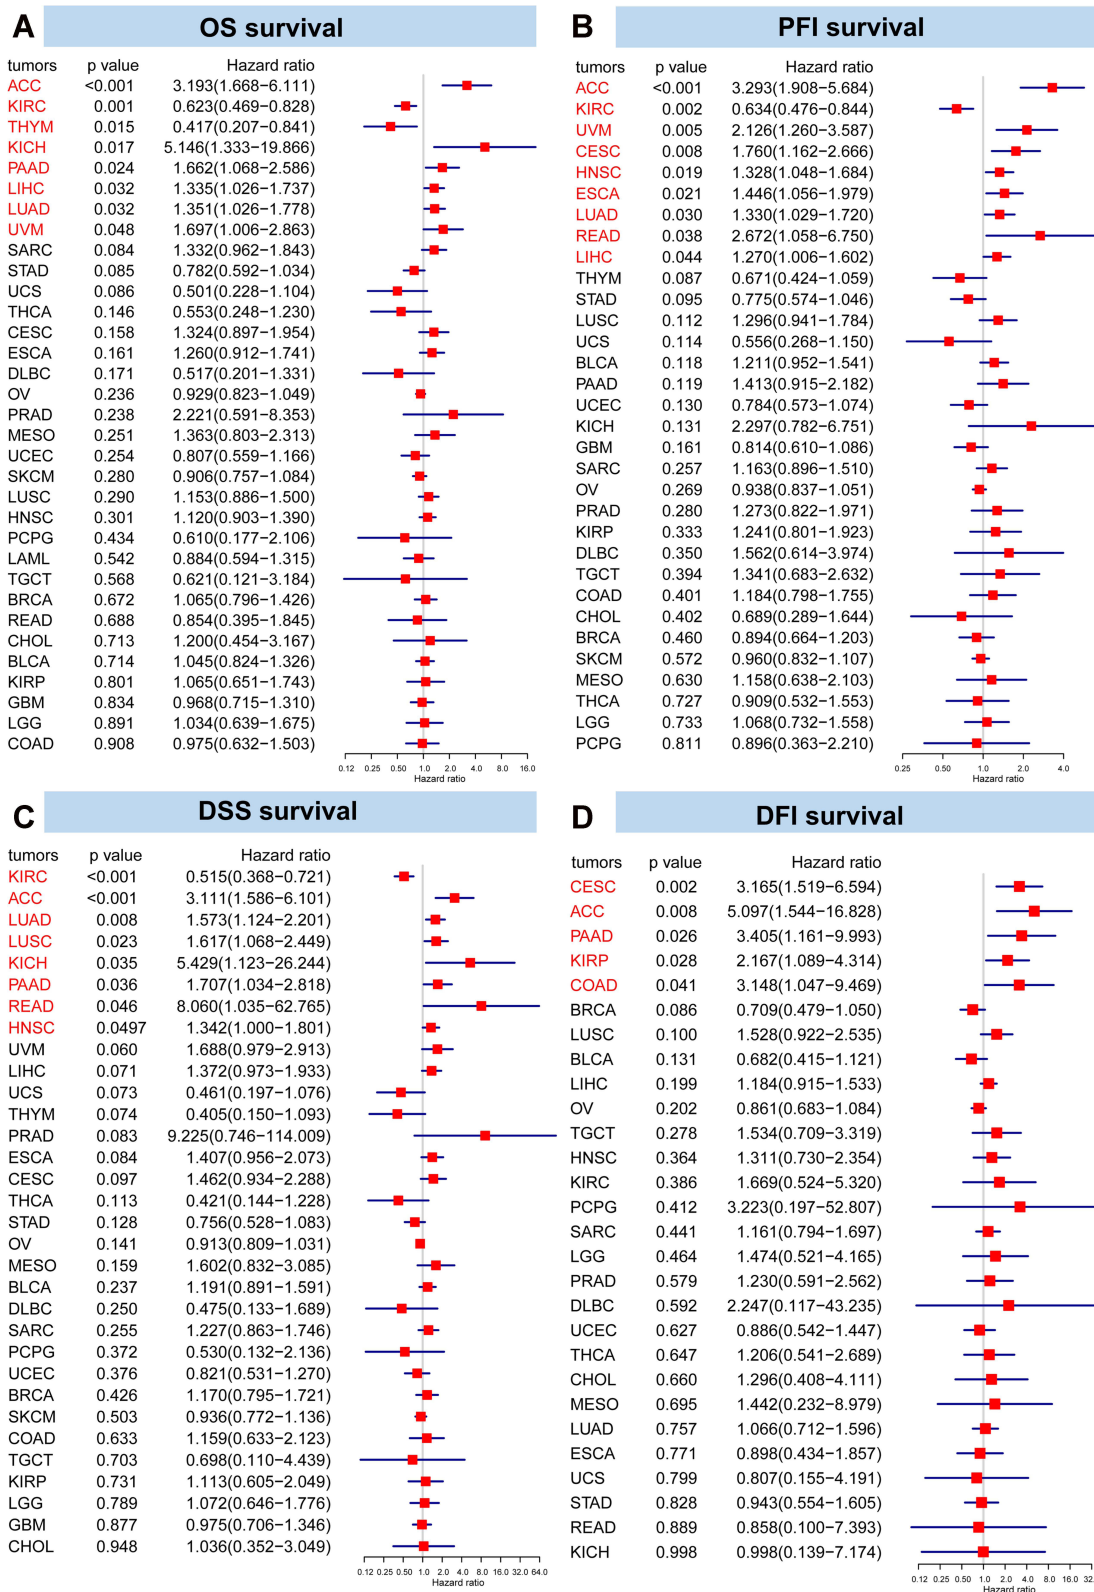 A OS survival
tumors p value Hazard ratio
ACC <0.001 3.193(1.668−6.111)
KIRC 0.001 0.623(0.469−0.828)
THYM 0.015 0.417(0.207−0.841)
KICH 0.017 5.146(1.333−19.866)
PAAD 0.024 1.662(1.068−2.586)
LIHC 0.032 1.335(1.026−1.737)
LUAD 0.032 1.351(1.026−1.778)
UVM 0.048 1.697(1.006−2.863)
SARC 0.084 1.332(0.962−1.843)
STAD 0.085 0.782(0.592−1.034)
UCS 0.086 0.501(0.228−1.104)
THCA 0.146 0.553(0.248−1.230)
CESC 0.158 1.324(0.897−1.954)
ESCA 0.161 1.260(0.912−1.741)
DLBC 0.171 0.517(0.201−1.331)
OV 0.236 0.929(0.823−1.049)
PRAD 0.238 2.221(0.591−8.353)
MESO 0.251 1.363(0.803−2.313)
UCEC 0.254 0.807(0.559−1.166)
SKCM 0.280 0.906(0.757−1.084)
LUSC 0.290 1.153(0.886−1.500)
HNSC 0.301 1.120(0.903−1.390)
PCPG 0.434 0.610(0.177−2.106)
LAML 0.542 0.884(0.594−1.315)
TGCT 0.568 0.621(0.121−3.184)
BRCA 0.672 1.065(0.796−1.426)
READ 0.688 0.854(0.395−1.845)
CHOL 0.713 1.200(0.454−3.167)
BLCA 0.714 1.045(0.824−1.326)
KIRP 0.801 1.065(0.651−1.743)
GBM 0.834 0.968(0.715−1.310)
LGG 0.891 1.034(0.639−1.675)
COAD 0.908 0.975(0.632−1.503)
0.12 0.25 0.50 1.0 2.0 4.0 8.0 16.0
Hazard ratio
B PFI survival
tumors p value Hazard ratio
ACC <0.001 3.293(1.908−5.684)
KIRC 0.002 0.634(0.476−0.844)
UVM 0.005 2.126(1.260−3.587)
CESC 0.008 1.760(1.162−2.666)
HNSC 0.019 1.328(1.048−1.684)
ESCA 0.021 1.446(1.056−1.979)
LUAD 0.030 1.330(1.029−1.720)
READ 0.038 2.672(1.058−6.750)
LIHC 0.044 1.270(1.006−1.602)
THYM 0.087 0.671(0.424−1.059)
STAD 0.095 0.775(0.574−1.046)
LUSC 0.112 1.296(0.941−1.784)
UCS 0.114 0.556(0.268−1.150)
BLCA 0.118 1.211(0.952−1.541)
PAAD 0.119 1.413(0.915−2.182)
UCEC 0.130 0.784(0.573−1.074)
KICH 0.131 2.297(0.782−6.751)
GBM 0.161 0.814(0.610−1.086)
SARC 0.257 1.163(0.896−1.510)
OV 0.269 0.938(0.837−1.051)
PRAD 0.280 1.273(0.822−1.971)
KIRP 0.333 1.241(0.801−1.923)
DLBC 0.350 1.562(0.614−3.974)
TGCT 0.394 1.341(0.683−2.632)
COAD 0.401 1.184(0.798−1.755)
CHOL 0.402 0.689(0.289−1.644)
BRCA 0.460 0.894(0.664−1.203)
SKCM 0.572 0.960(0.832−1.107)
MESO 0.630 1.158(0.638−2.103)
THCA 0.727 0.909(0.532−1.553)
LGG 0.733 1.068(0.732−1.558)
PCPG 0.811 0.896(0.363−2.210)
0.25 0.50 1.0 2.0 4.0
Hazard ratio
C DSS survival
tumors p value Hazard ratio
KIRC <0.001 0.515(0.368−0.721)
ACC <0.001 3.111(1.586−6.101)
LUAD 0.008 1.573(1.124−2.201)
LUSC 0.023 1.617(1.068−2.449)
KICH 0.035 5.429(1.123−26.244)
PAAD 0.036 1.707(1.034−2.818)
READ 0.046 8.060(1.035−62.765)
HNSC 0.0497 1.342(1.000−1.801)
UVM 0.060 1.688(0.979−2.913)
LIHC 0.071 1.372(0.973−1.933)
UCS 0.073 0.461(0.197−1.076)
THYM 0.074 0.405(0.150−1.093)
PRAD 0.083 9.225(0.746−114.009)
ESCA 0.084 1.407(0.956−2.073)
CESC 0.097 1.462(0.934−2.288)
THCA 0.113 0.421(0.144−1.228)
STAD 0.128 0.756(0.528−1.083)
OV 0.141 0.913(0.809−1.031)
MESO 0.159 1.602(0.832−3.085)
BLCA 0.237 1.191(0.891−1.591)
DLBC 0.250 0.475(0.133−1.689)
SARC 0.255 1.227(0.863−1.746)
PCPG 0.372 0.530(0.132−2.136)
UCEC 0.376 0.821(0.531−1.270)
BRCA 0.426 1.170(0.795−1.721)
SKCM 0.503 0.936(0.772−1.136)
COAD 0.633 1.159(0.633−2.123)
TGCT 0.703 0.698(0.110−4.439)
KIRP 0.731 1.113(0.605−2.049)
LGG 0.789 1.072(0.646−1.776)
GBM 0.877 0.975(0.706−1.346)
CHOL 0.948 1.036(0.352−3.049)
0.12 0.25 0.50 1.0 2.0 4.0 8.0 16.0 32.0 64.0
Hazard ratio
D DFI survival
tumors p value Hazard ratio
CESC 0.002 3.165(1.519−6.594)
ACC 0.008 5.097(1.544−16.828)
PAAD 0.026 3.405(1.161−9.993)
KIRP 0.028 2.167(1.089−4.314)
COAD 0.041 3.148(1.047−9.469)
BRCA 0.086 0.709(0.479−1.050)
LUSC 0.100 1.528(0.922−2.535)
BLCA 0.131 0.682(0.415−1.121)
LIHC 0.199 1.184(0.915−1.533)
OV 0.202 0.861(0.683−1.084)
TGCT 0.278 1.534(0.709−3.319)
HNSC 0.364 1.311(0.730−2.354)
KIRC 0.386 1.669(0.524−5.320)
PCPG 0.412 3.223(0.197−52.807)
SARC 0.441 1.161(0.794−1.697)
LGG 0.464 1.474(0.521−4.165)
PRAD 0.579 1.230(0.591−2.562)
DLBC 0.592 2.247(0.117−43.235)
UCEC 0.627 0.886(0.542−1.447)
THCA 0.647 1.206(0.541−2.689)
CHOL 0.660 1.296(0.408−4.111)
MESO 0.695 1.442(0.232−8.979)
LUAD 0.757 1.066(0.712−1.596)
ESCA 0.771 0.898(0.434−1.857)
UCS 0.799 0.807(0.155−4.191)
STAD 0.828 0.943(0.554−1.605)
READ 0.889 0.858(0.100−7.393)
KICH 0.998 0.998(0.139−7.174)
0.12 0.25 0.50 1.0 2.0 4.0 8.0 16.0 32.
Hazard ratio